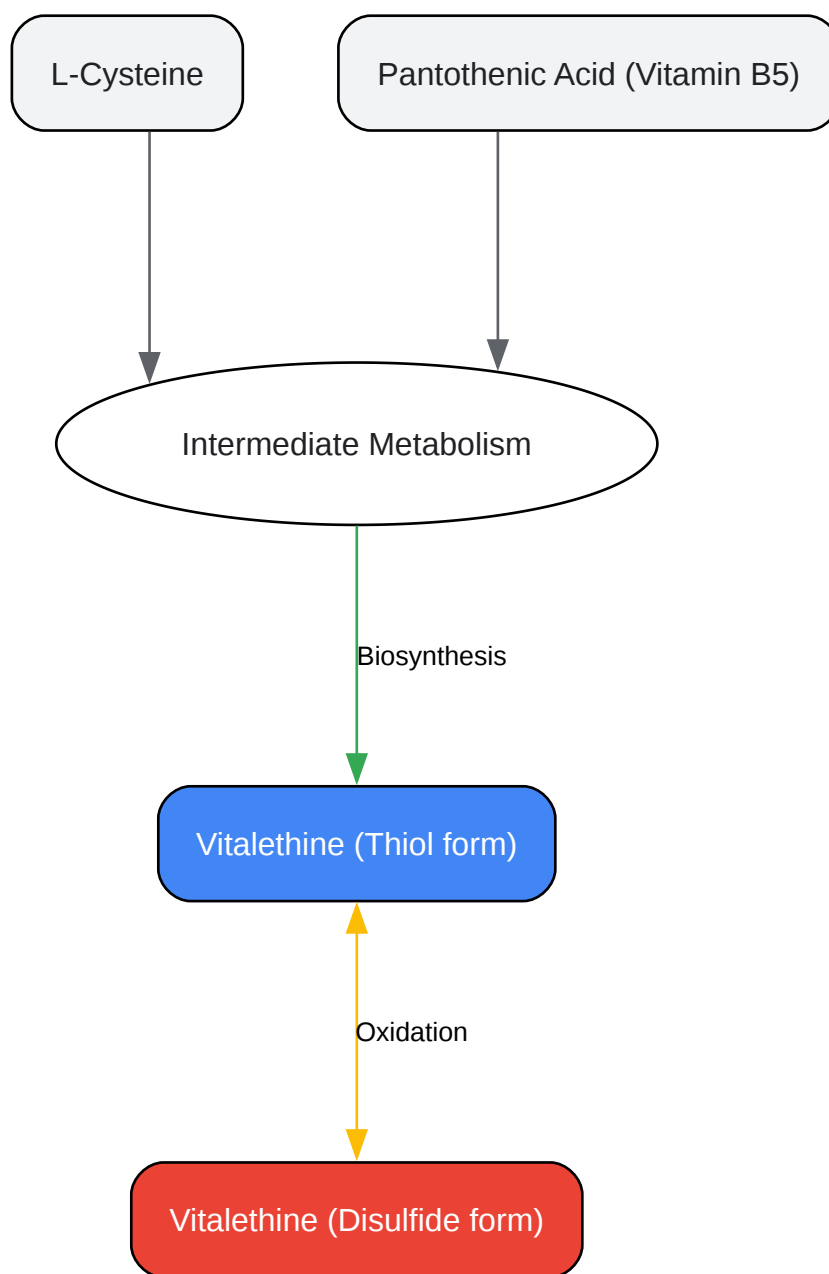 L-Cysteine
Pantothenic Acid (Vitamin B5)
Intermediate Metabolism
Biosynthesis
Vitalethine (Thiol form)
Oxidation
Vitalethine (Disulfide form)